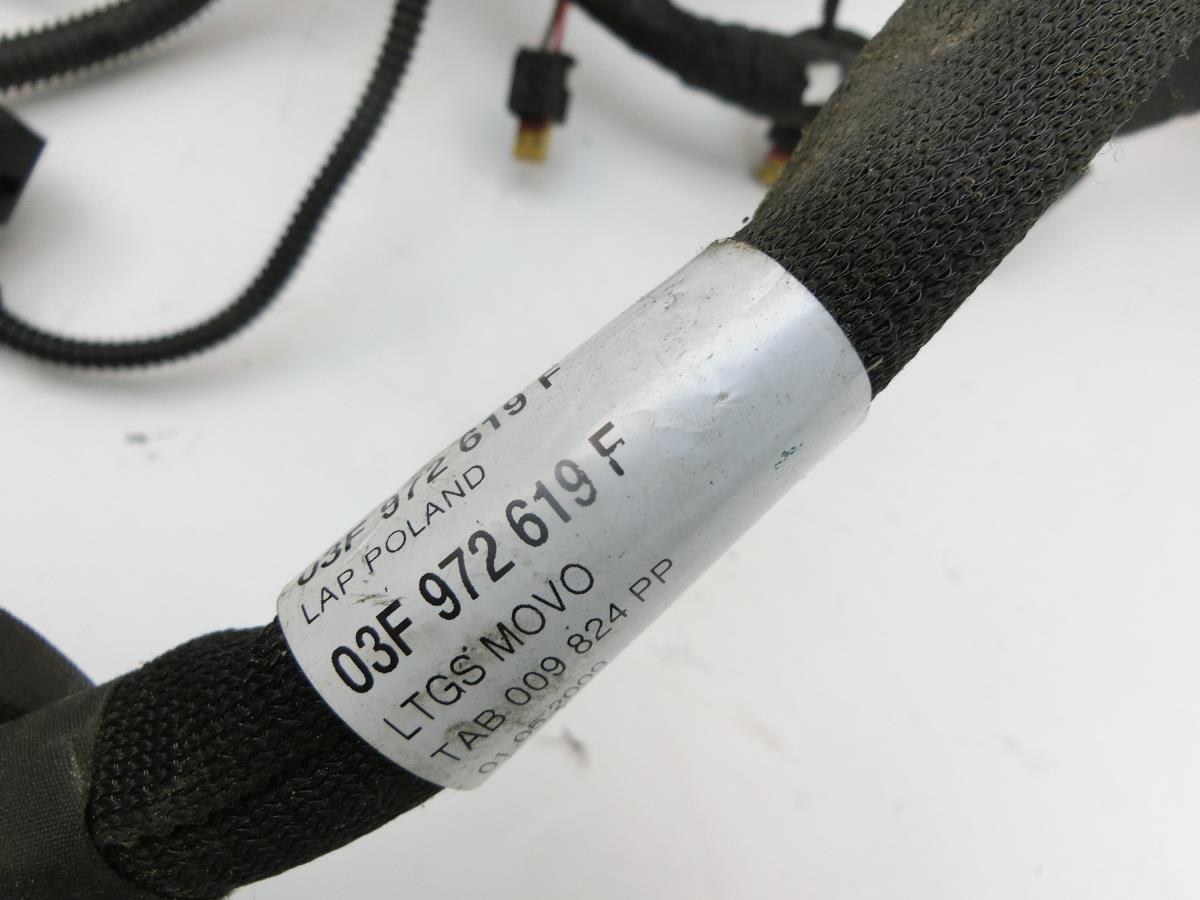 03F 972 619 F
LAP POLAND
03F 972 619 F
LTGS MOVO
TAB 009 824 PP